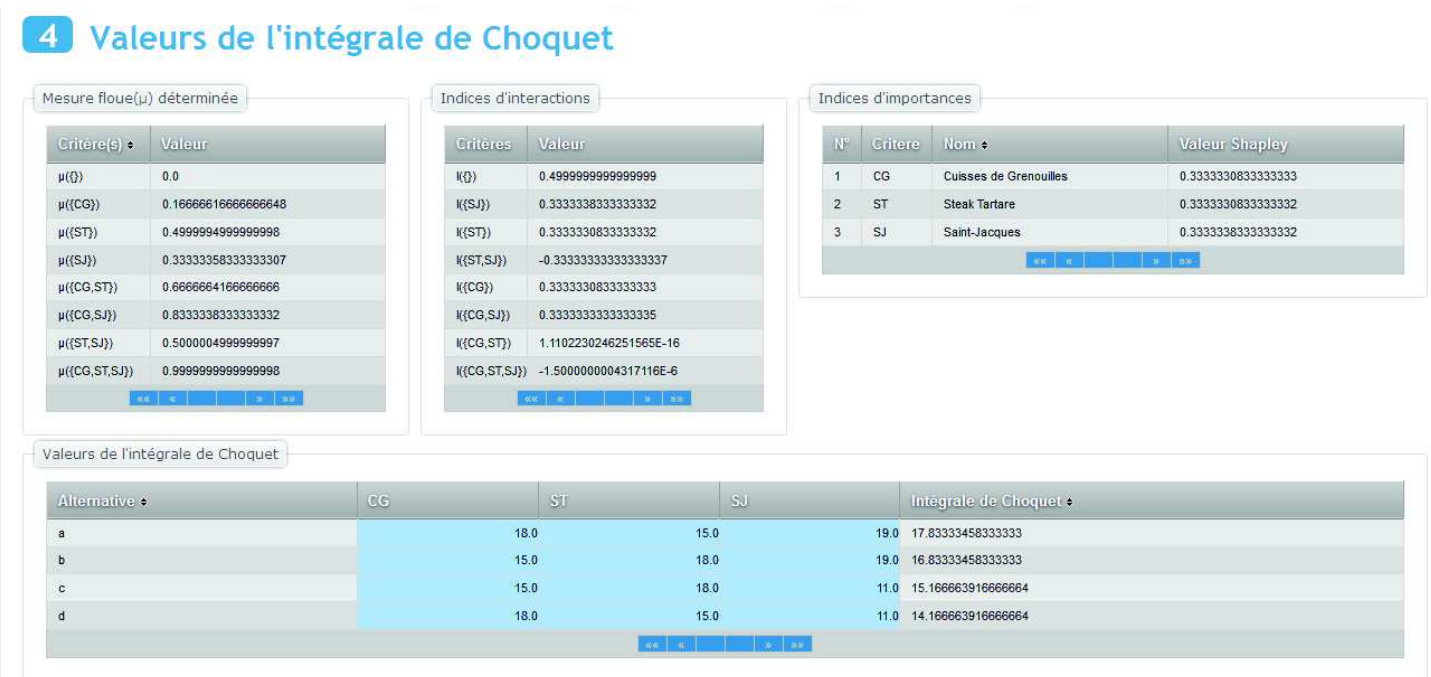 4 Valeurs de l'intégrale de Choquet
Mesure floue(μ) déterminée
Critère(s) Valeur
μ({}) 0.0
μ({CG}) 0.16666616666666648
μ({ST}) 0.4999994999999998
μ({SJ}) 0.33333358333333307
μ({CG,ST}) 0.6666664166666666
μ({CG,SJ}) 0.8333338333333332
μ({ST,SJ}) 0.5000004999999997
μ({CG,ST,SJ}) 0.9999999999999998
«« « » »»
Indices d'interactions
Critères Valeur
I({}) 0.4999999999999999
I({SJ}) 0.3333338333333332
I({ST}) 0.3333330833333332
I({ST,SJ}) -0.33333333333333337
I({CG}) 0.3333330833333333
I({CG,SJ}) 0.3333333333333335
I({CG,ST}) 1.1102230246251565E-16
I({CG,ST,SJ}) -1.5000000004317116E-6
«« « » »»
Indices d'importances
N° Critere Nom Valeur Shapley
1 CG Cuisses de Grenouilles 0.3333330833333333
2 ST Steak Tartare 0.3333330833333332
3 SJ Saint-Jacques 0.3333338333333332
«« « » »»
Valeurs de l'intégrale de Choquet
Alternative CG ST SJ Intégrale de Choquet
a 18.0 15.0 19.0 17.83333458333333
b 15.0 18.0 19.0 16.83333458333333
c 15.0 18.0 11.0 15.166663916666664
d 18.0 15.0 11.0 14.166663916666664
«« « » »»